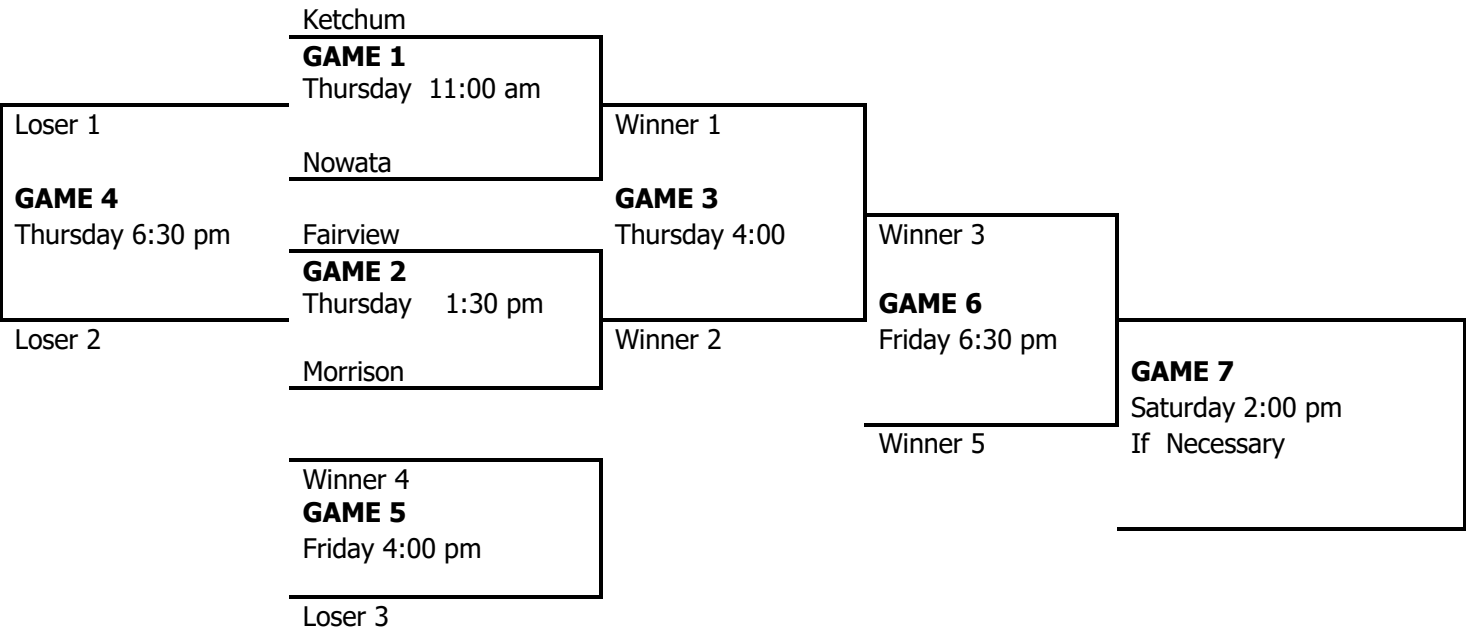 Ketchum
GAME 1
Thursday 11:00 am
Loser 1
Winner 1
Nowata
GAME 4
GAME 3
Thursday 6:30 pm
Fairview
Thursday 4:00
Winner 3
GAME 2
Thursday 1:30 pm
GAME 6
Loser 2
Winner 2
Friday 6:30 pm
Morrison
GAME 7
Saturday 2:00 pm
Winner 5
If Necessary
Winner 4
GAME 5
Friday 4:00 pm
Loser 3